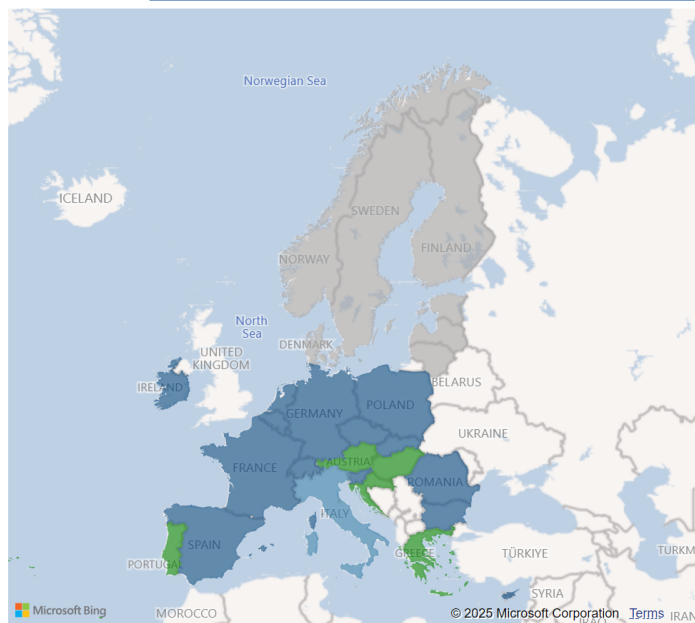 Norwegian Sea
ICELAND
SWEDEN
FINLAND
NORWAY
North
Sea
DENMARK
UNITED
KINGDOM
BELARUS
IRELAND
POLAND
GERMANY
UKRAINE
AUSTRIA
FRANCE
ROMANIA
ITALY
SPAIN
GREECE
TÜRKIYE
TURKM
PORTUGAL
SYRIA
Microsoft Bing
MOROCCO
© 2025 Microsoft Corporation Terms
IRAQ
IRAN